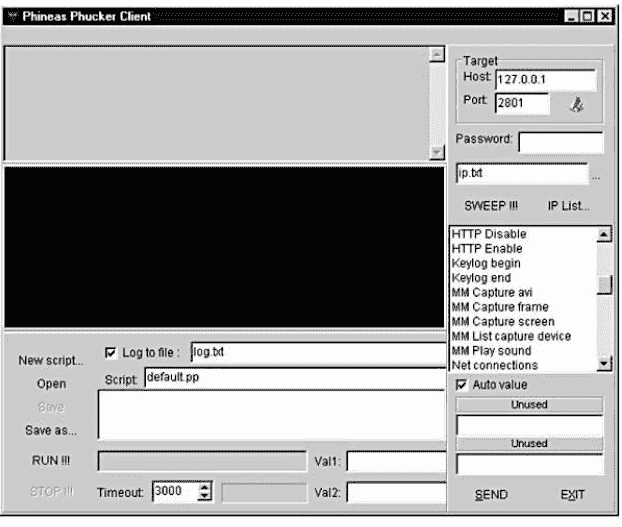 Phineas Phucker Client
Target
Host: 127.0.0.1
Port: 2801
Password:
ip.txt ...
SWEEP !!! IP List...
HTTP Disable
HTTP Enable
Keylog begin
Keylog end
MM Capture avi
MM Capture frame
MM Capture screen
MM List capture device
MM Play sound
Net connections
Auto value
Unused
Unused
SEND EXIT
New script...
Open
Save
Save as...
RUN !!!
STOP !!!
Log to file : log.txt
Script: default.pp
Val1:
Timeout: 3000
Val2: